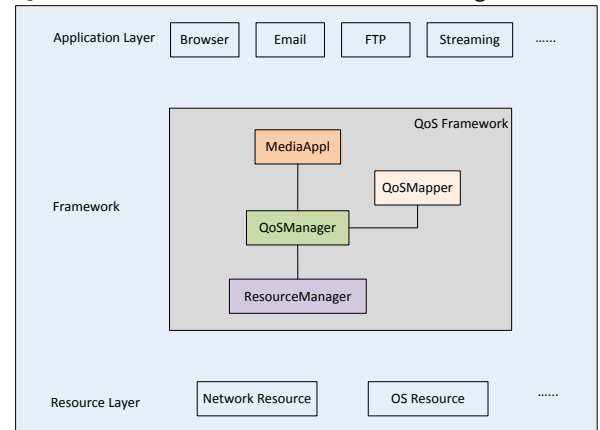 Application Layer Browser Email FTP Streaming ......
QoS Framework
MediaAppl
QoSMapper
Framework
QoSManager
ResourceManager
Resource Layer Network Resource OS Resource ......